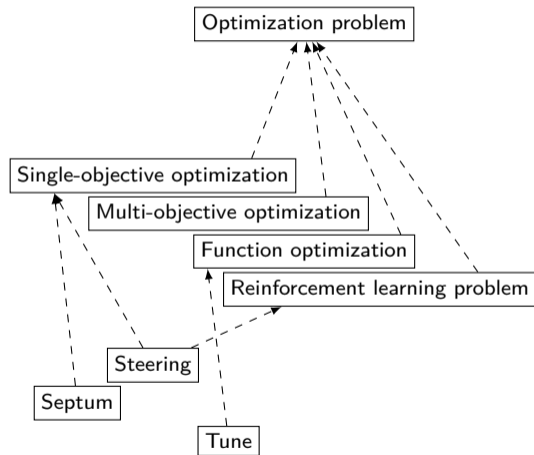 Optimization problem
Single-objective optimization
Multi-objective optimization
Function optimization
Reinforcement learning problem
Steering
Septum
Tune